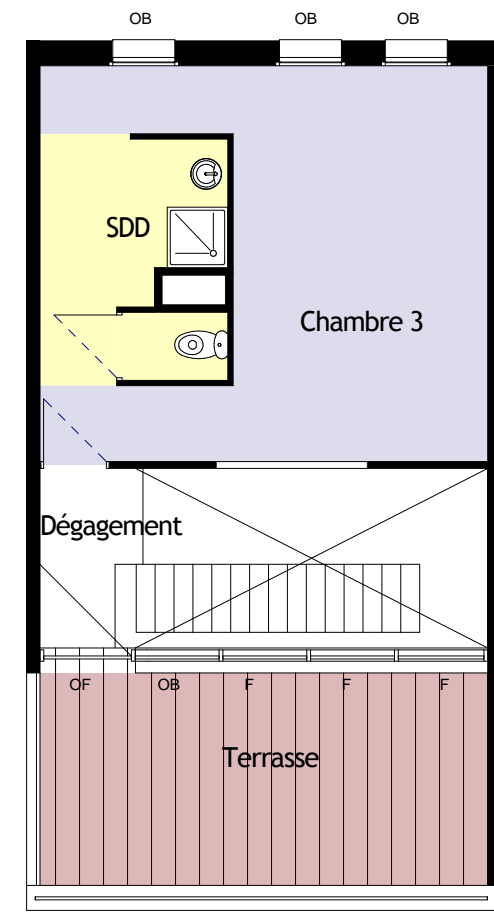 OB OB OB
SDD
Chambre 3
Dégagement
OF OB F F F
Terrasse